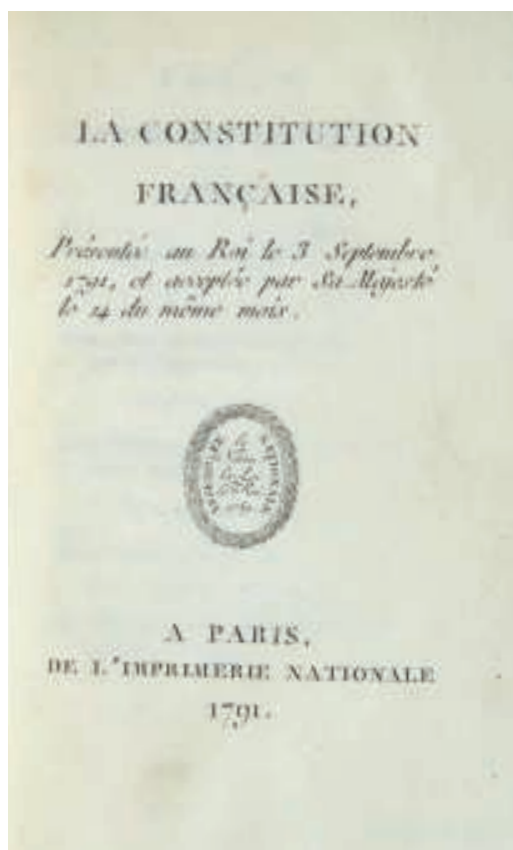 LA CONSTITUTION
FRANÇAISE,
Présentée au Roi le 3 Septembre
1791, et acceptée par Sa Majesté
le 14 du même mois.
A PARIS,
DE L'IMPRIMERIE NATIONALE
1791.